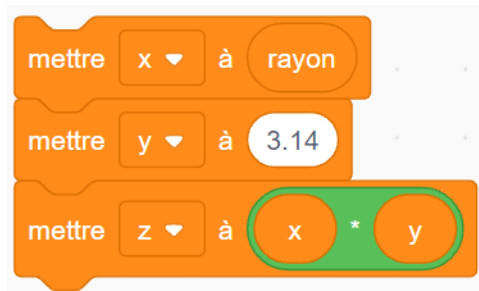 mettre x à rayon
mettre y à 3.14
mettre z à x * y